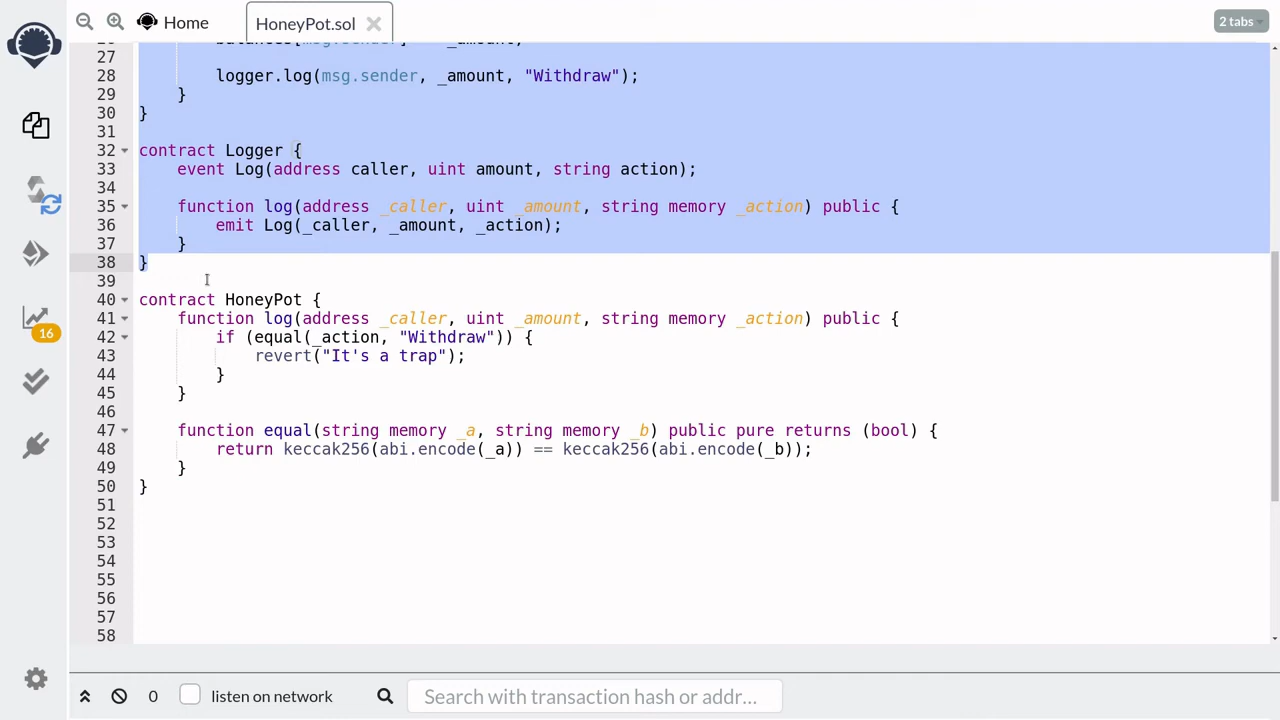 Home
HoneyPot.sol
2 tabs
27
28 logger.log(msg.sender, _amount, "Withdraw");
29 }
30 }
31
32 contract Logger {
33 event Log(address caller, uint amount, string action);
34
35 function log(address _caller, uint _amount, string memory _action) public {
36 emit Log(_caller, _amount, _action);
37 }
38 }
39
40 contract HoneyPot {
41 function log(address _caller, uint _amount, string memory _action) public {
42 if (equal(_action, "Withdraw")) {
43 revert("It's a trap");
44 }
45 }
46
47 function equal(string memory _a, string memory _b) public pure returns (bool) {
48 return keccak256(abi.encode(_a)) == keccak256(abi.encode(_b));
49 }
50 }
51
52
53
54
55
56
57
58
16
0 listen on network Search with transaction hash or addr...